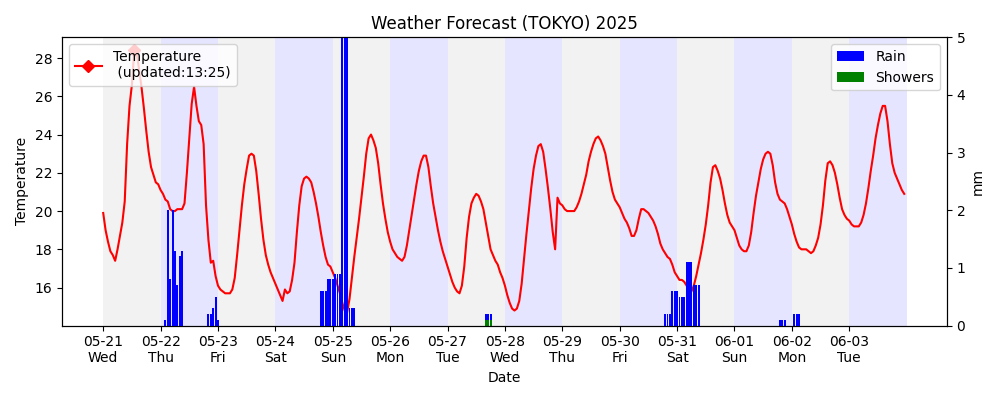 Weather Forecast (TOKYO) 2025
Temperature
(updated:13:25)
Rain
Showers
28
26
24
22
20
18
16
Temperature
5
4
3
2
1
0
mm
05-21 05-22 05-23 05-24 05-25 05-26 05-27 05-28 05-29 05-30 05-31 06-01 06-02 06-03
Wed Thu Fri Sat Sun Mon Tue Wed Thu Fri Sat Sun Mon Tue
Date